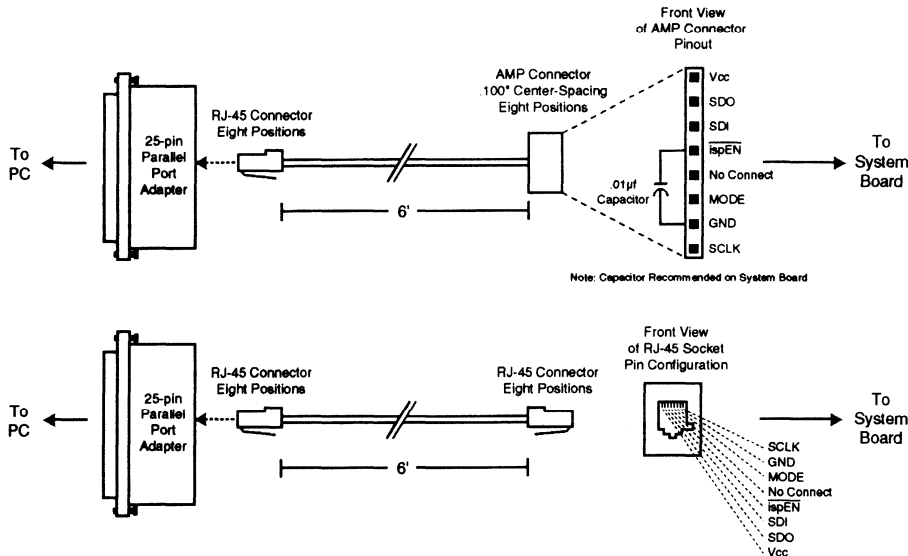 Front View
of AMP Connector
Pinout
AMP Connector
.100" Center-Spacing
Eight Positions
RJ-45 Connector
Eight Positions
25-pin
Parallel
Port
Adapter
To
PC
6'
.01µf
Capacitor
Vcc
SDO
SDI
ispEN
No Connect
MODE
GND
SCLK
To
System
Board
Note: Capacitor Recommended on System Board
Front View
of RJ-45 Socket
Pin Configuration
RJ-45 Connector
Eight Positions
RJ-45 Connector
Eight Positions
25-pin
Parallel
Port
Adapter
To
PC
6'
To
System
Board
SCLK
GND
MODE
No Connect
ispEN
SDI
SDO
Vcc